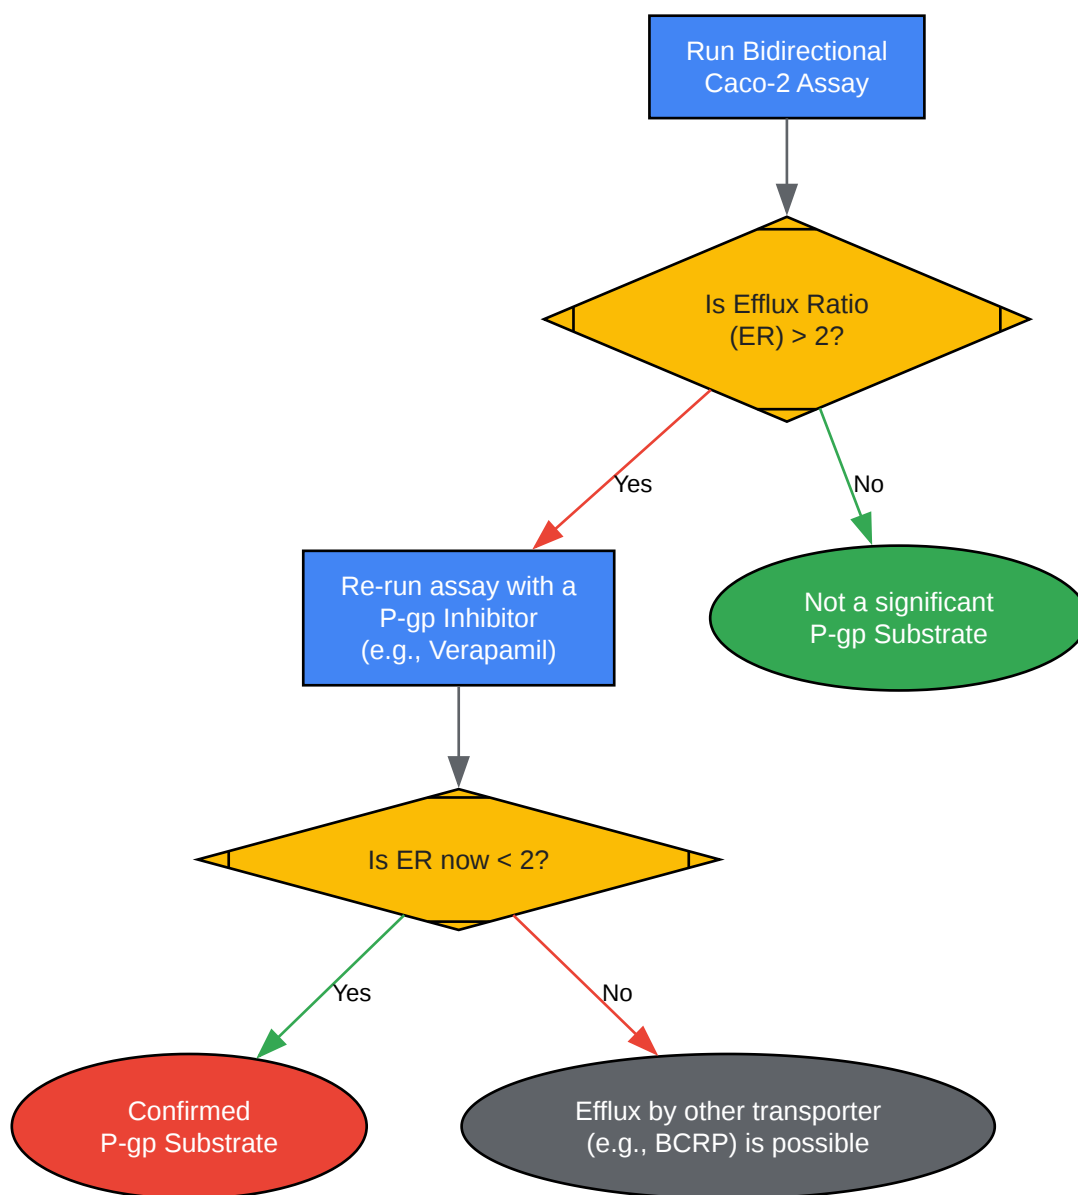 Run Bidirectional
Caco-2 Assay
Is Efflux Ratio
(ER) > 2?
Yes
No
Re-run assay with a
P-gp Inhibitor
(e.g., Verapamil)
Not a significant
P-gp Substrate
Is ER now < 2?
Yes
No
Confirmed
P-gp Substrate
Efflux by other transporter
(e.g., BCRP) is possible